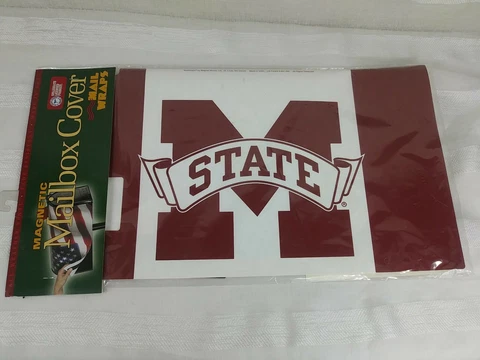 MAGNETIC
Mailbox Cover
MAIL
WRAPS
M
STATE
®